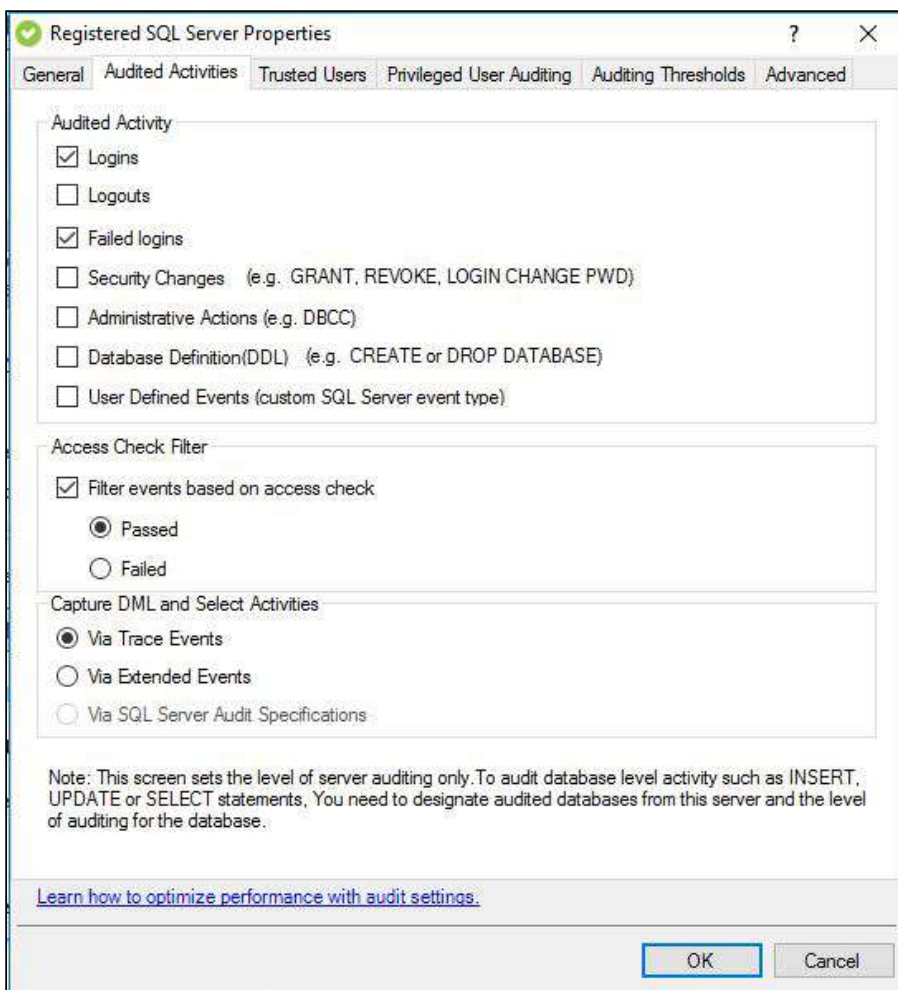 Registered SQL Server Properties ? X
General Audited Activities Trusted Users Privileged User Auditing Auditing Thresholds Advanced
Audited Activity
Logins
Logouts
Failed logins
Security Changes (e.g. GRANT, REVOKE, LOGIN CHANGE PWD)
Administrative Actions (e.g. DBCC)
Database Definition(DDL) (e.g. CREATE or DROP DATABASE)
User Defined Events (custom SQL Server event type)
Access Check Filter
Filter events based on access check
Passed
Failed
Capture DML and Select Activities
Via Trace Events
Via Extended Events
Via SQL Server Audit Specifications
Note: This screen sets the level of server auditing only.To audit database level activity such as INSERT,
UPDATE or SELECT statements, You need to designate audited databases from this server and the level
of auditing for the database.
Learn how to optimize performance with audit settings.
OK Cancel